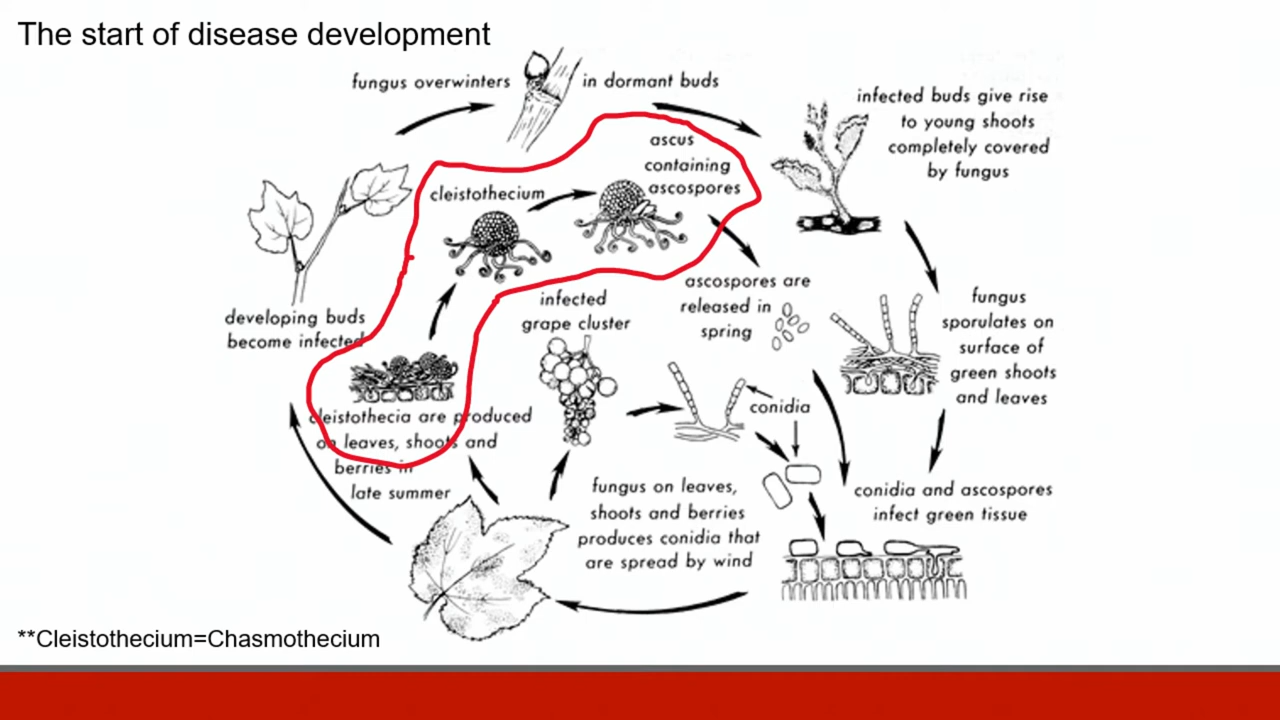 The start of disease development
fungus overwinters
in dormant buds
infected buds give rise
to young shoots
completely covered
by fungus
ascus
containing
ascospores
cleistothecium
ascospores are
released in
spring
infected
grape cluster
fungus
sporulates on
surface of
green shoots
and leaves
developing buds
become infected
cleistothecia are produced
on leaves, shoots and
berries in
late summer
conidia
fungus on leaves,
shoots and berries
produces conidia that
are spread by wind
conidia and ascospores
infect green tissue
**Cleistothecium=Chasmothecium